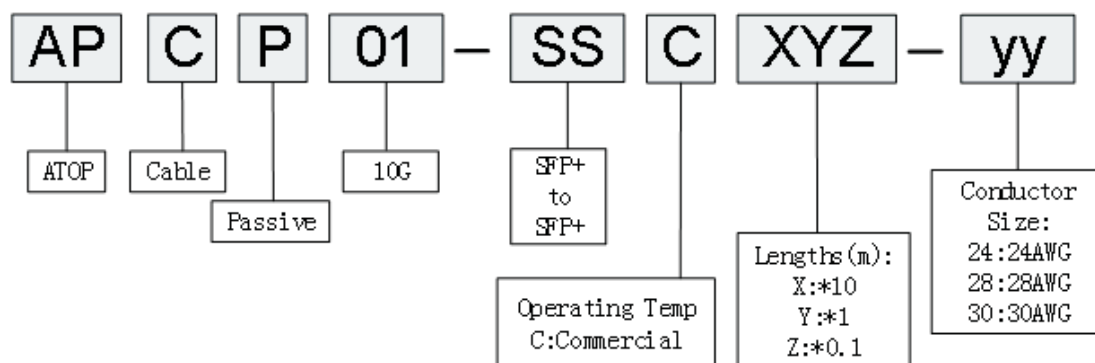 AP C P 01 - SS C XYZ - yy
ATOP
Cable
Passive
10G
SFP+
to
SFP+
Operating Temp
C:Commercial
Lengths(m):
X:*10
Y:*1
Z:*0.1
Conductor
Size:
24:24AWG
28:28AWG
30:30AWG